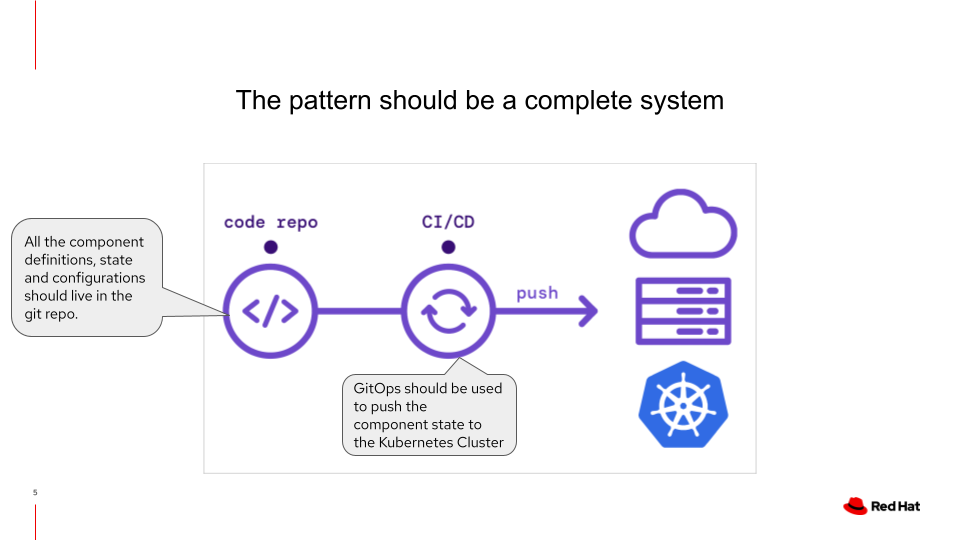 The pattern should be a complete system
code repo
CI/CD
All the component
definitions, state
and configurations
should live in the
git repo.
</>
push
GitOps should be used
to push the
component state to
the Kubernetes Cluster
5
Red Hat